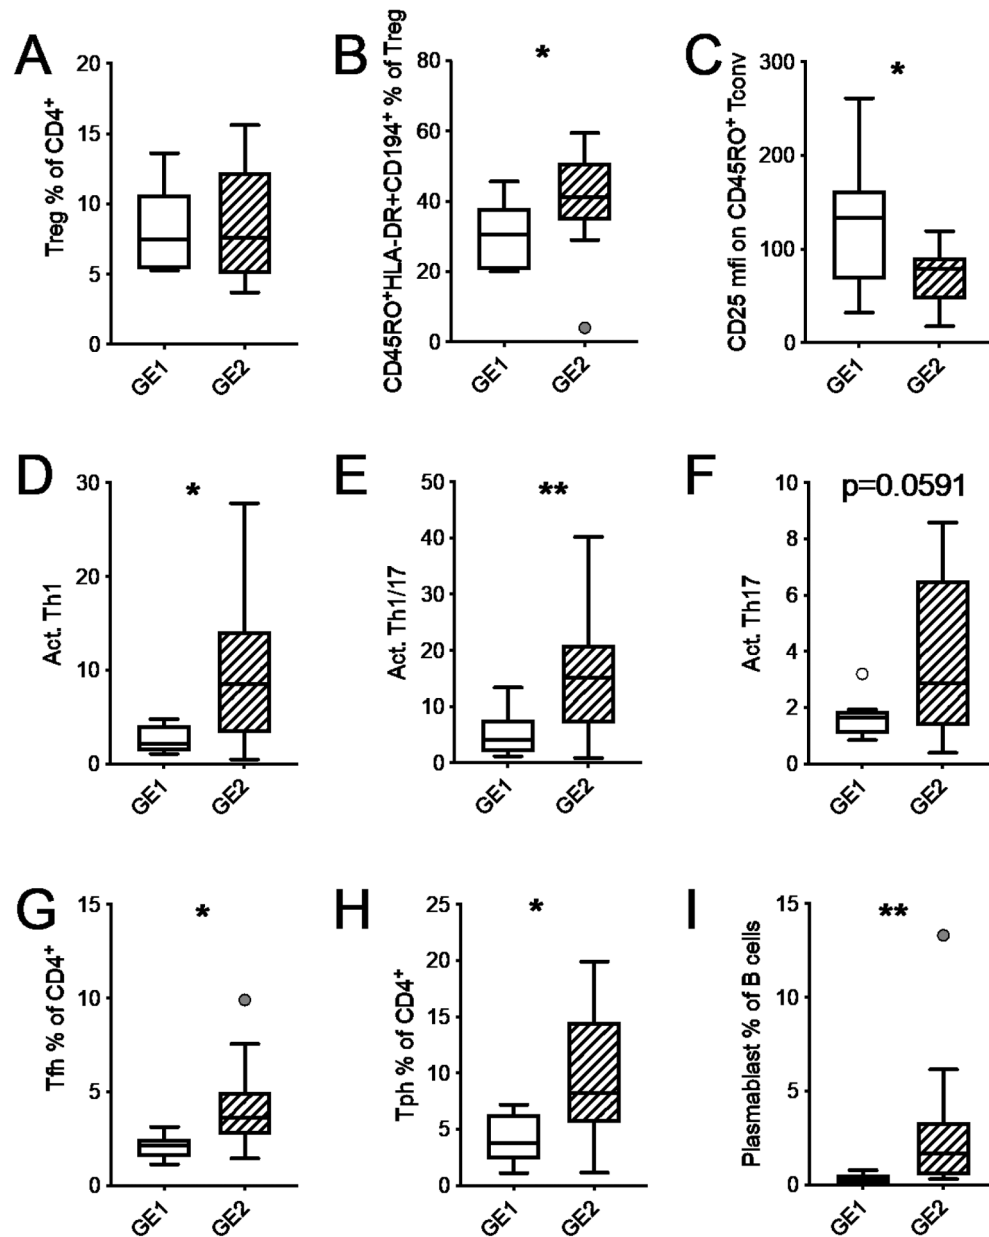 A
Treg % of CD4⁺
20
15
10
5
0
GE1
GE2
B
CD45RO⁺HLA-DR+CD194⁺ % of Treg
*
80
60
40
20
0
GE1
GE2
C
CD25 mfi on CD45RO⁺ Tconv
*
300
200
100
0
GE1
GE2
D
Act. Th1
*
30
20
10
0
GE1
GE2
E
Act. Th1/17
**
50
40
30
20
10
0
GE1
GE2
F
Act. Th17
p=0.0591
10
8
6
4
2
0
GE1
GE2
G
Tfh % of CD4⁺
*
15
10
5
0
GE1
GE2
H
Tph % of CD4⁺
*
25
20
15
10
5
0
GE1
GE2
I
Plasmablast % of B cells
**
15
10
5
0
GE1
GE2